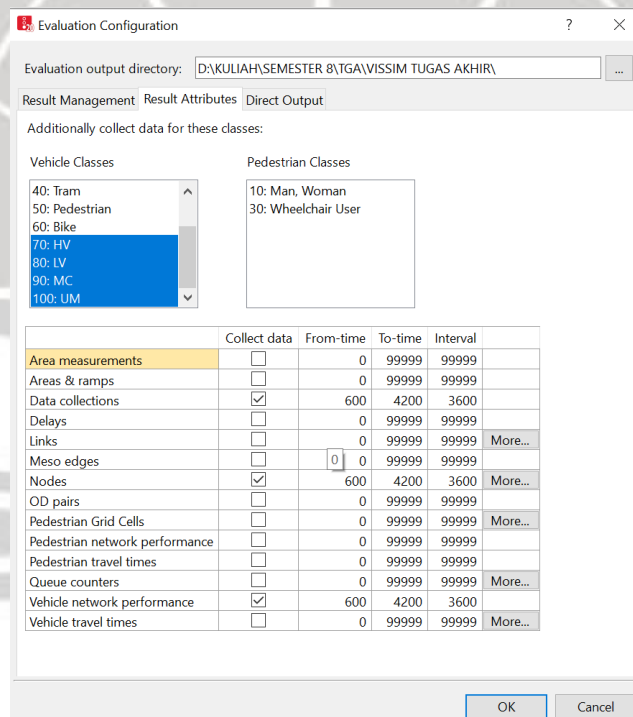 Evaluation Configuration ? ×
Evaluation output directory: D:\KULIAH\SEMESTER 8\TGA\VISSIM TUGAS AKHIR\ ...
Result Management Result Attributes Direct Output
Additionally collect data for these classes:
Vehicle Classes
40: Tram
50: Pedestrian
60: Bike
70: HV
80: LV
90: MC
100: UM
Pedestrian Classes
10: Man, Woman
30: Wheelchair User
Collect data From-time To-time Interval
Area measurements 0 99999 99999
Areas & ramps 0 99999 99999
Data collections 600 4200 3600
Delays 0 99999 99999
Links 0 99999 99999 More...
Meso edges 0 0 99999 99999
Nodes 600 4200 3600 More...
OD pairs 0 99999 99999
Pedestrian Grid Cells 0 99999 99999 More...
Pedestrian network performance 0 99999 99999
Pedestrian travel times 0 99999 99999
Queue counters 0 99999 99999 More...
Vehicle network performance 600 4200 3600
Vehicle travel times 0 99999 99999 More...
OK Cancel